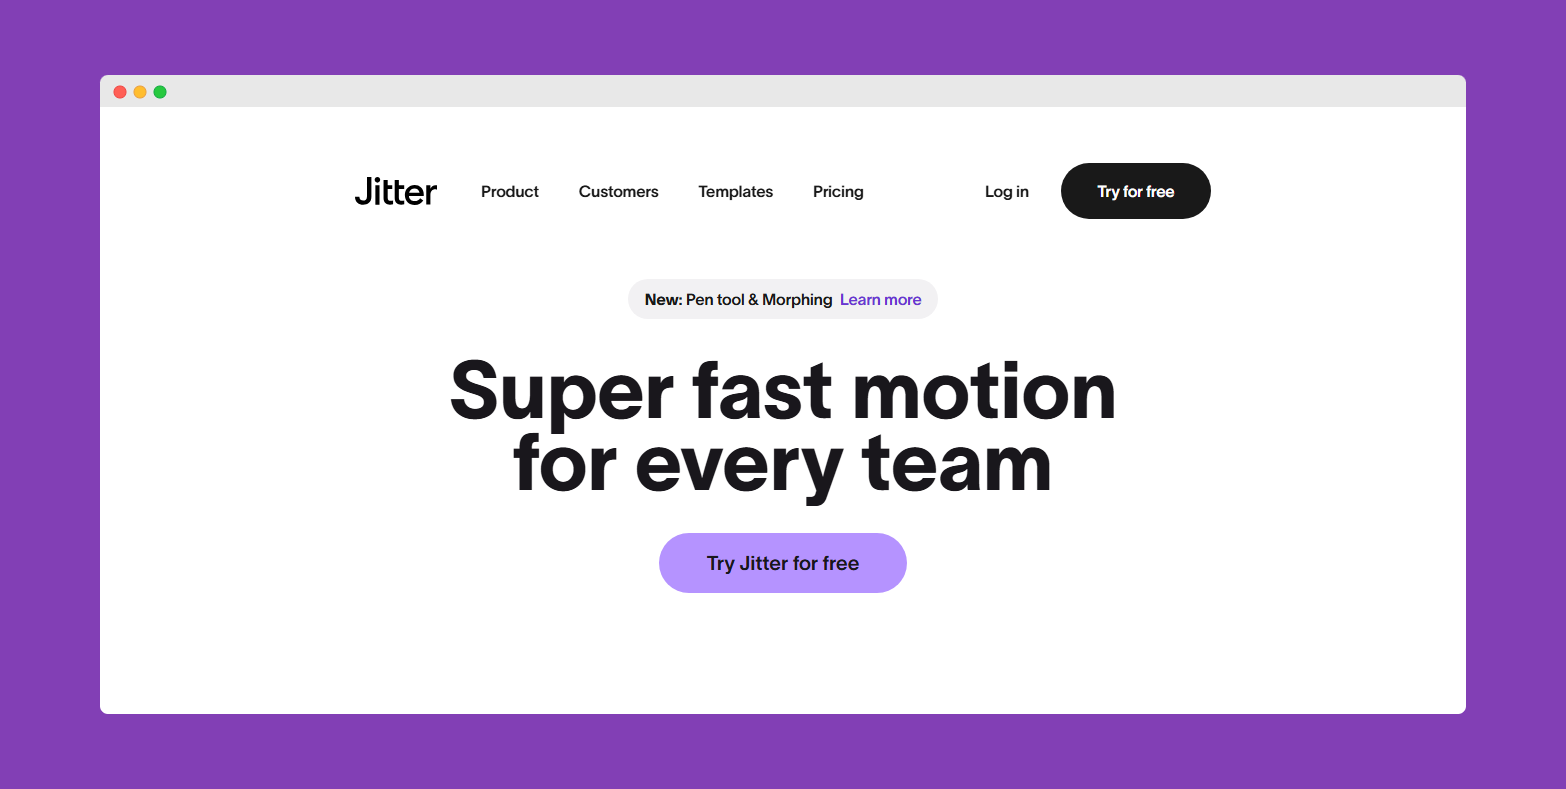 Jitter Product Customers Templates Pricing Log in Try for free
New: Pen tool & Morphing Learn more
Super fast motion
for every team
Try Jitter for free